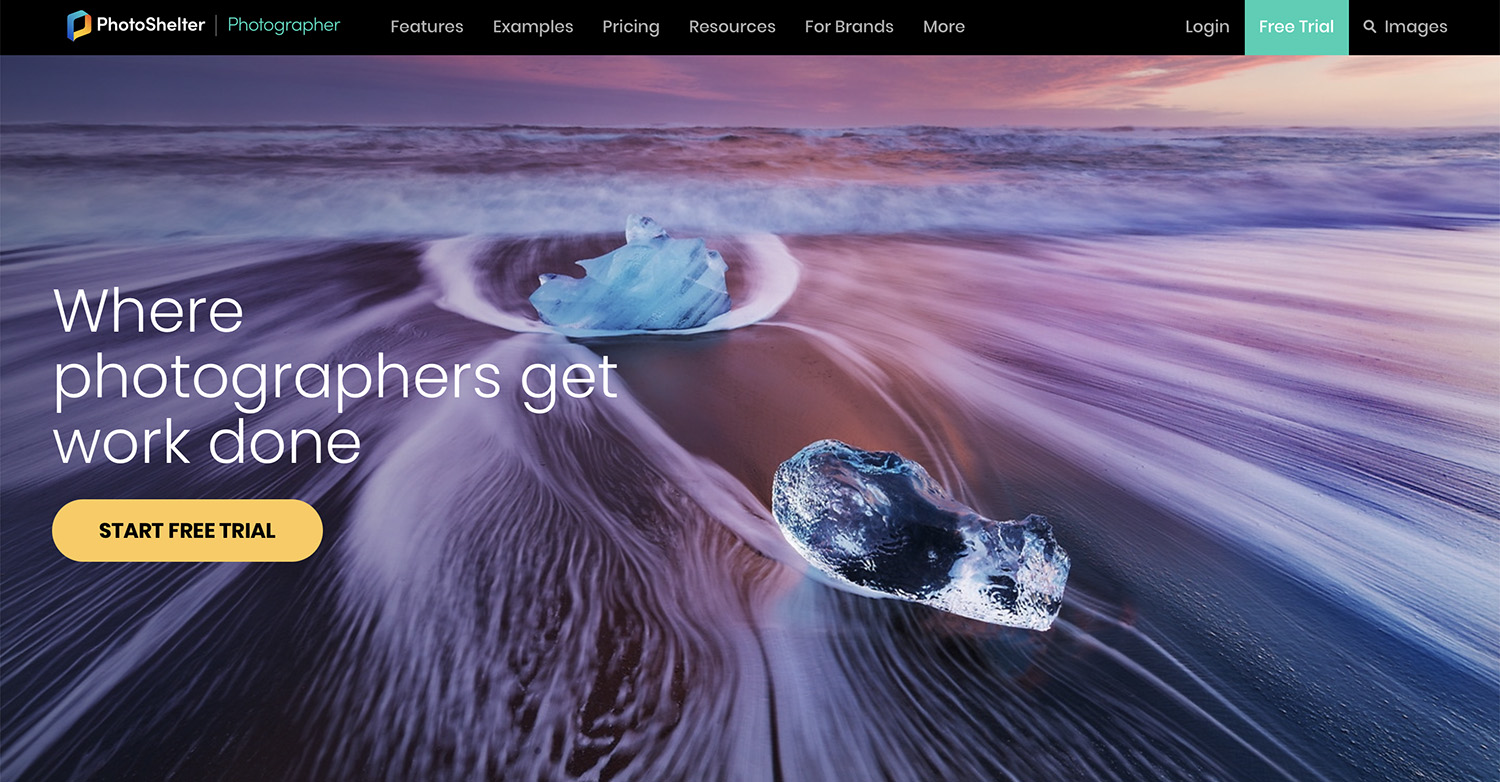 PhotoShelter | Photographer Features Examples Pricing Resources For Brands More Login Free Trial Images
Where
photographers get
work done
START FREE TRIAL